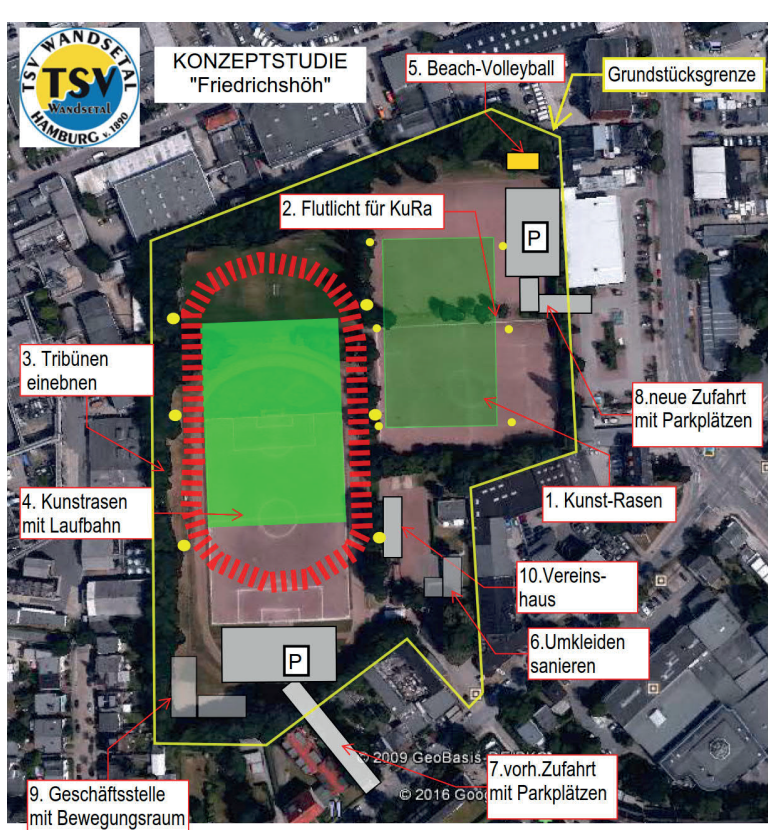 TSV WANDSETAL
TSV
Wandsetal
HAMBURG v. 1890
KONZEPTSTUDIE
"Friedrichshöh"
5. Beach-Volleyball
Grundstücksgrenze
2. Flutlicht für KuRa
P
3. Tribünen
einebnen
8.neue Zufahrt
mit Parkplätzen
4. Kunstrasen
mit Laufbahn
1. Kunst-Rasen
10.Vereins-
haus
6.Umkleiden
sanieren
P
© 2009 GeoBasis-
© 2016 Goo
7.vorh.Zufahrt
mit Parkplätzen
9. Geschäftsstelle
mit Bewegungsraum